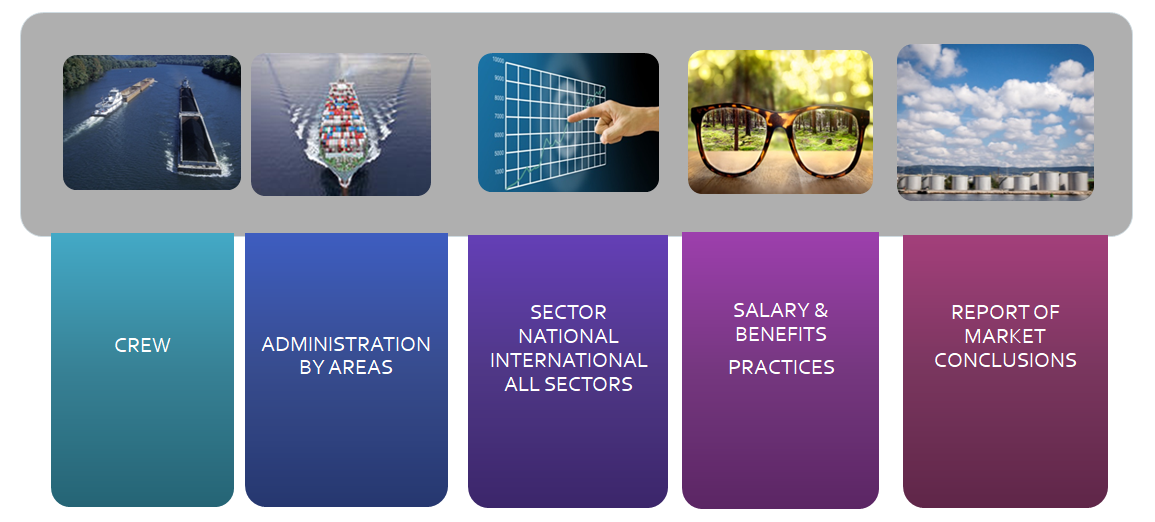 CREW
ADMINISTRATION
BY AREAS
SECTOR
NATIONAL
INTERNATIONAL
ALL SECTORS
SALARY &
BENEFITS
PRACTICES
REPORT OF
MARKET
CONCLUSIONS